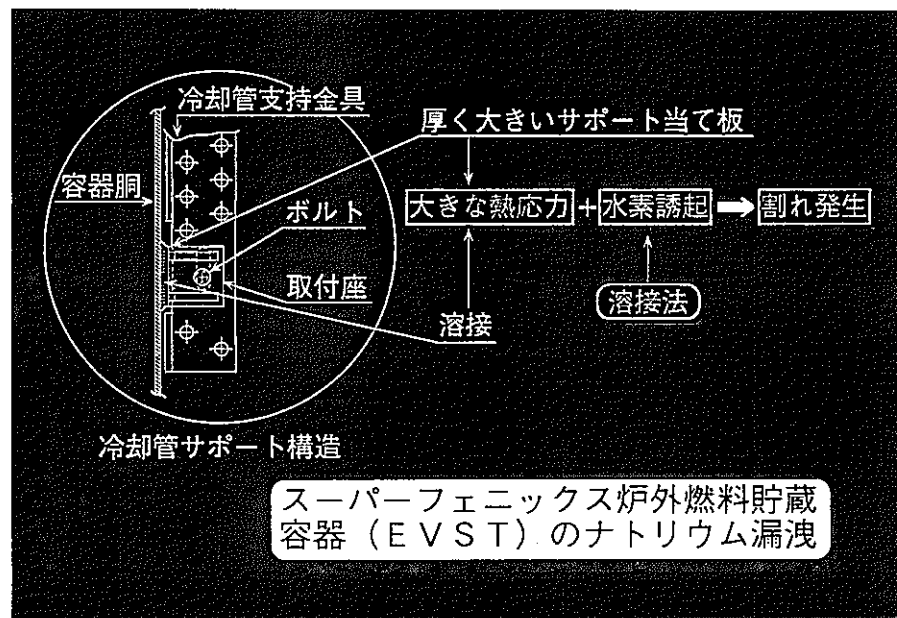 冷却管支持金具
厚く大きいサポート当て板
容器胴
ボルト
大きな熱応力+水素誘起➡割れ発生
取付座
溶接法
溶接
冷却管サポート構造
スーパーフェニックス炉外燃料貯蔵
容器(EVST)のナトリウム漏洩